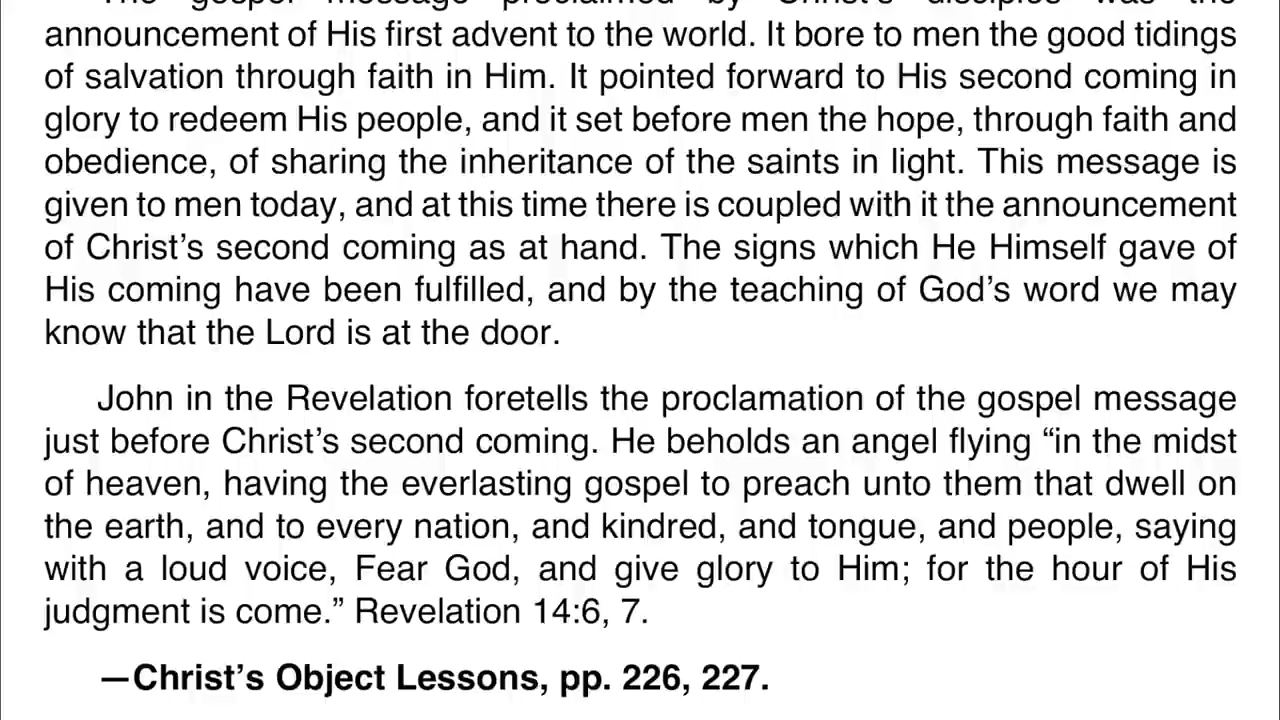 The gospel message proclaimed by Christ's disciples was the
announcement of His first advent to the world. It bore to men the good tidings
of salvation through faith in Him. It pointed forward to His second coming in
glory to redeem His people, and it set before men the hope, through faith and
obedience, of sharing the inheritance of the saints in light. This message is
given to men today, and at this time there is coupled with it the announcement
of Christ’s second coming as at hand. The signs which He Himself gave of
His coming have been fulfilled, and by the teaching of God’s word we may
know that the Lord is at the door.
John in the Revelation foretells the proclamation of the gospel message
just before Christ’s second coming. He beholds an angel flying “in the midst
of heaven, having the everlasting gospel to preach unto them that dwell on
the earth, and to every nation, and kindred, and tongue, and people, saying
with a loud voice, Fear God, and give glory to Him; for the hour of His
judgment is come.” Revelation 14:6, 7.
—Christ’s Object Lessons, pp. 226, 227.